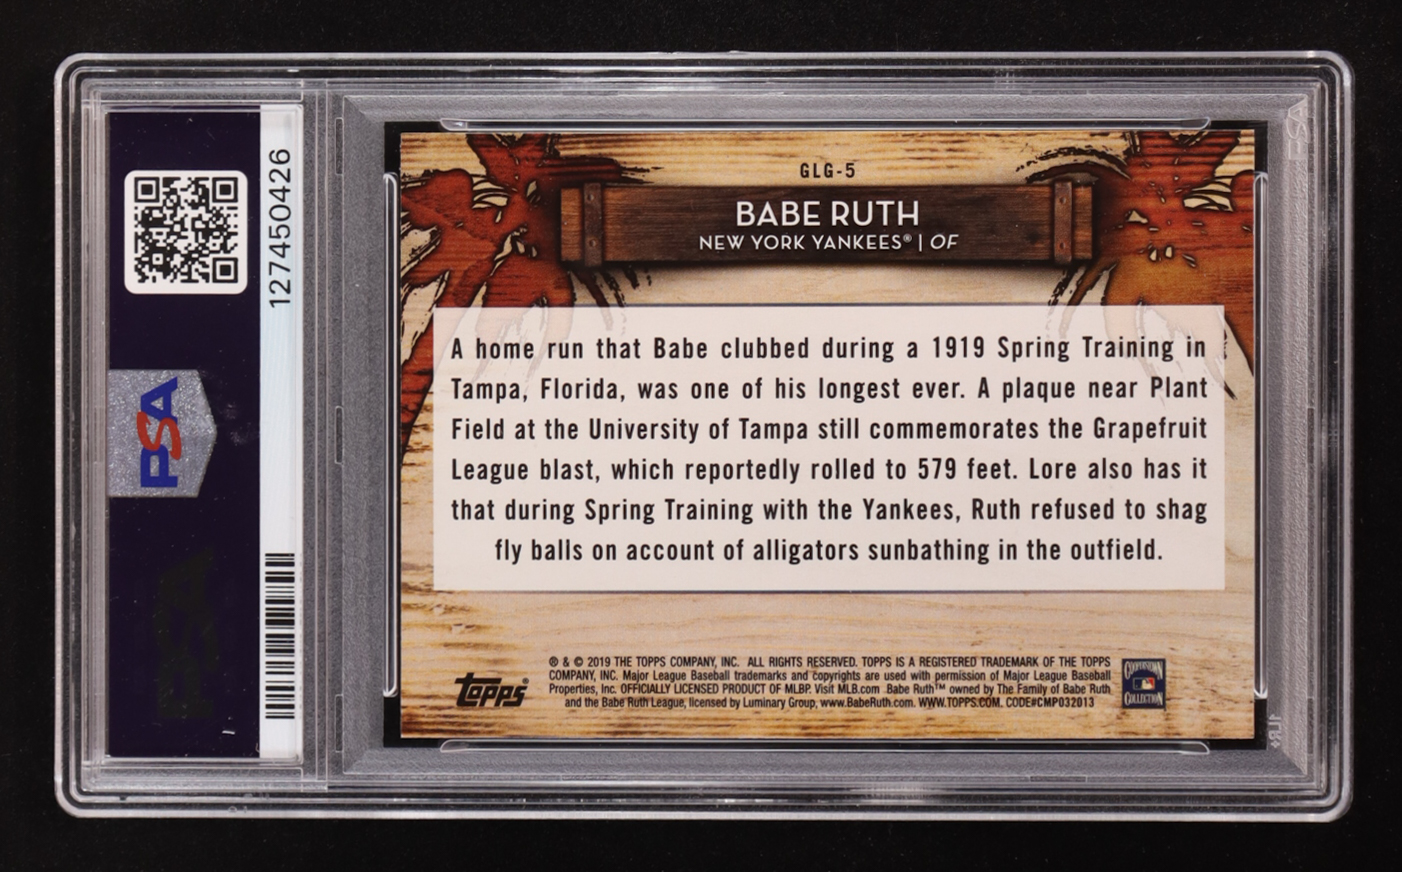 127450426
PSA
GLG-5
BABE RUTH
NEW YORK YANKEES® | OF
A home run that Babe clubbed during a 1919 Spring Training in
Tampa, Florida, was one of his longest ever. A plaque near Plant
Field at the University of Tampa still commemorates the Grapefruit
League blast, which reportedly rolled to 579 feet. Lore also has it
that during Spring Training with the Yankees, Ruth refused to shag
fly balls on account of alligators sunbathing in the outfield.
topps®
® & © 2019 THE TOPPS COMPANY, INC. ALL RIGHTS RESERVED. TOPPS IS A REGISTERED TRADEMARK OF THE TOPPS
COMPANY, INC. Major League Baseball trademarks and copyrights are used with permission of Major League Baseball
Properties, Inc. OFFICIALLY LICENSED PRODUCT OF MLBP. Visit MLB.com Babe Ruth™ owned by The Family of Babe Ruth
and the Babe Ruth League, licensed by Luminary Group, www.BabeRuth.com. WWW.TOPPS.COM. CODE#CMP032013
COOPERSTOWN
COLLECTION